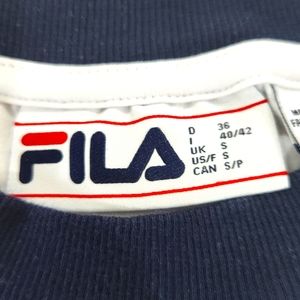 FILA
D 36
I 40/42
UK S
US/F S
CAN S/P